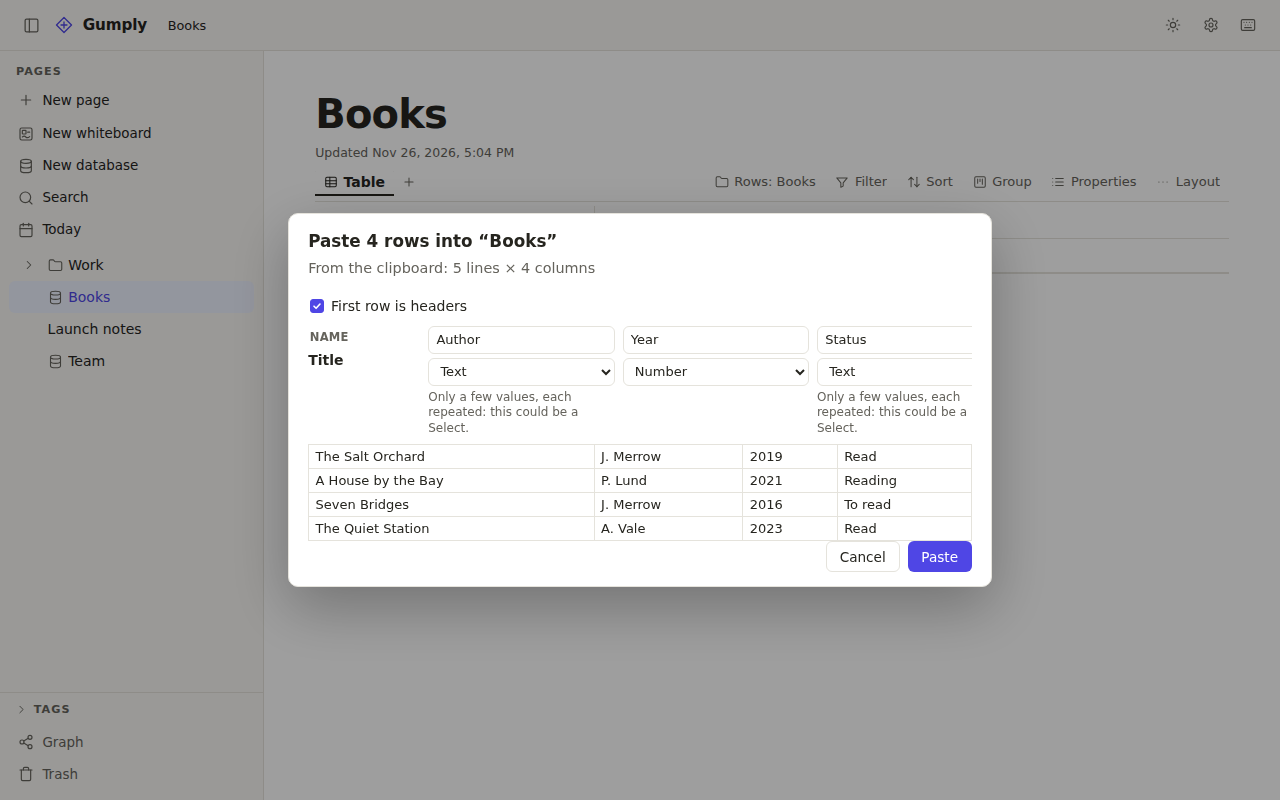 Gumply Books
PAGES
New page
New whiteboard
New database
Search
Today
Work
Books
Launch notes
Team
TAGS
Graph
Trash
Books
Updated Nov 26, 2026, 5:04 PM
Table Rows: Books Filter Sort Group Properties Layout
Paste 4 rows into “Books”
From the clipboard: 5 lines × 4 columns
First row is headers
NAME Author Year Status
Title Text Number Text
Only a few values, each repeated: this could be a Select.
Only a few values, each repeated: this could be a Select.
The Salt Orchard J. Merrow 2019 Read
A House by the Bay P. Lund 2021 Reading
Seven Bridges J. Merrow 2016 To read
The Quiet Station A. Vale 2023 Read
Cancel Paste